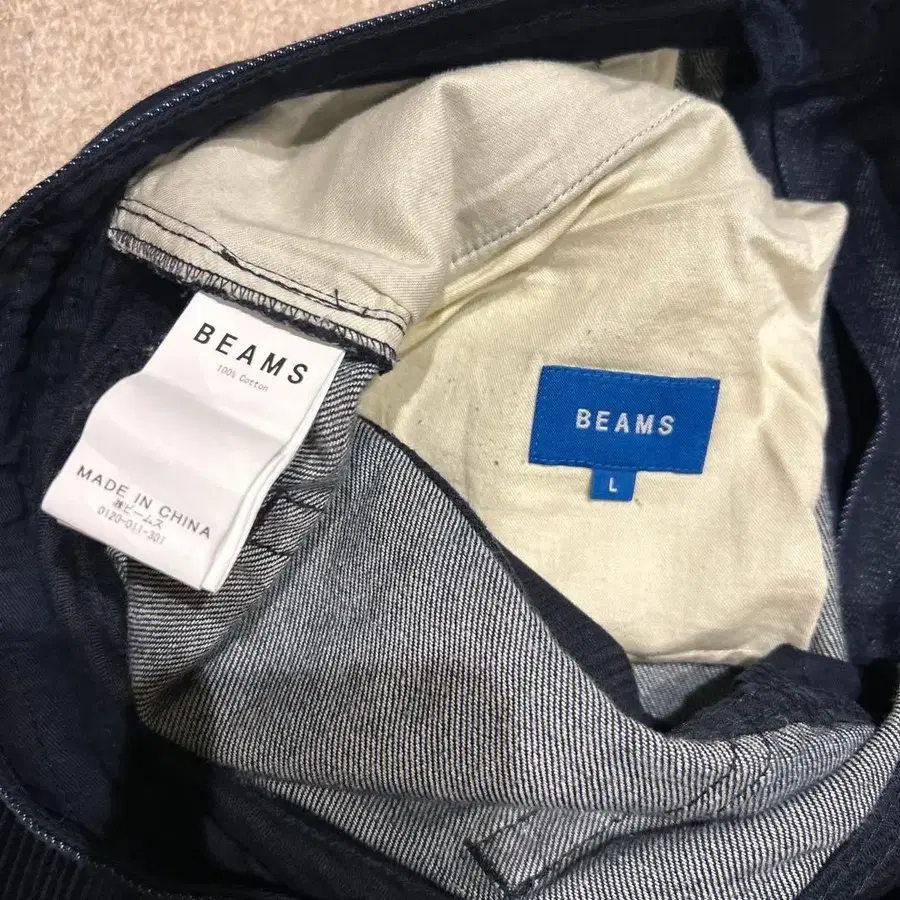 BEAMS
100% Cotton
MADE IN CHINA
㈱ビームス
0120-011-301
BEAMS
L